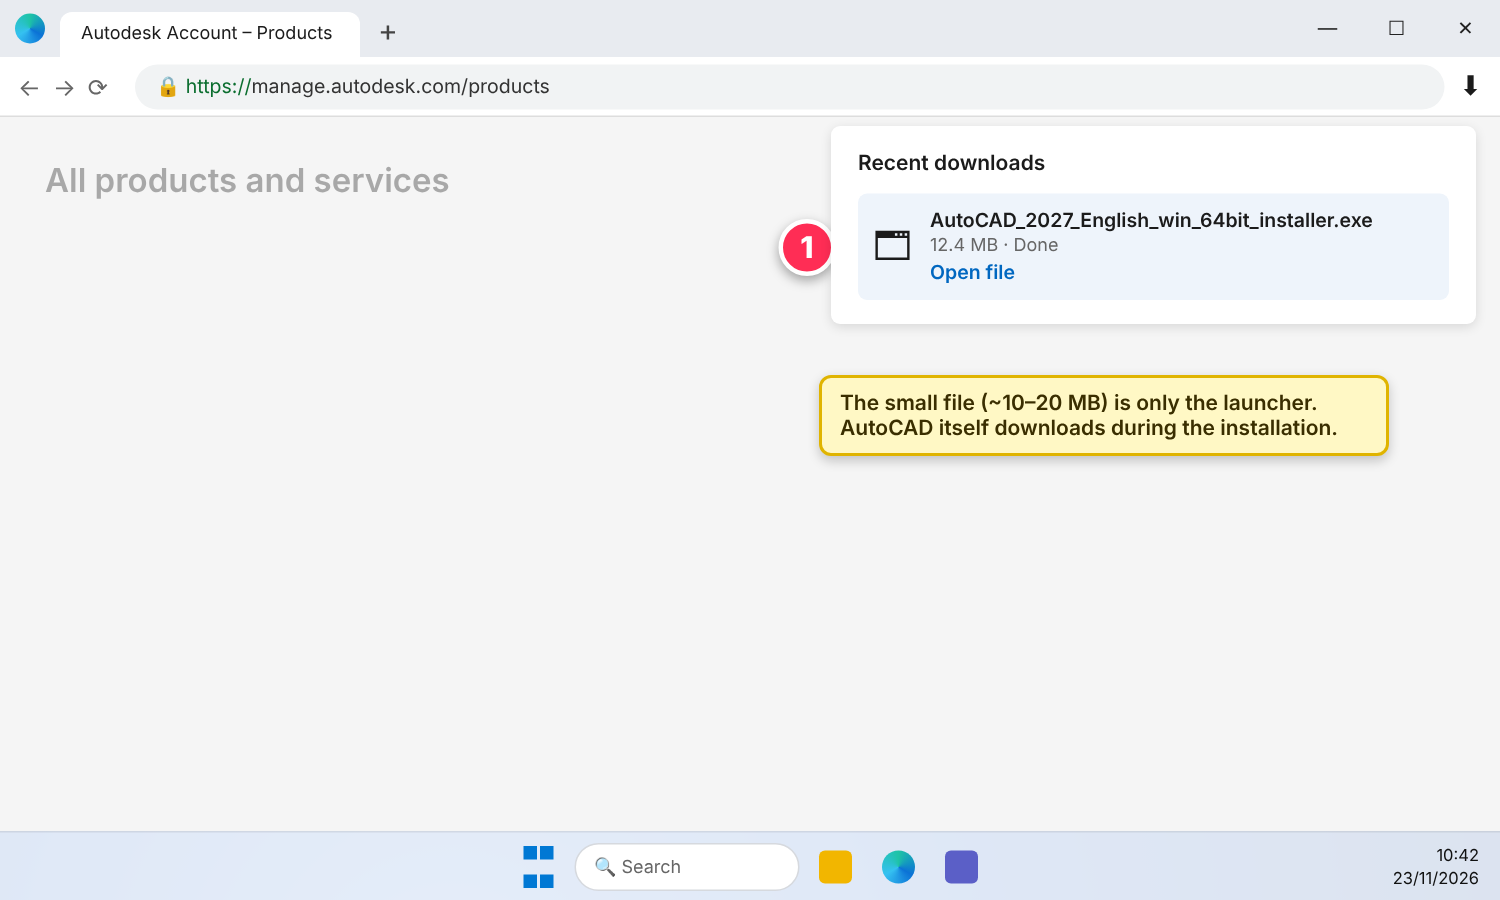 Autodesk Account – Products
https://manage.autodesk.com/products
All products and services
Recent downloads
AutoCAD_2027_English_win_64bit_installer.exe
12.4 MB · Done
Open file
1
The small file (~10–20 MB) is only the launcher.
AutoCAD itself downloads during the installation.
Search
10:42
23/11/2026